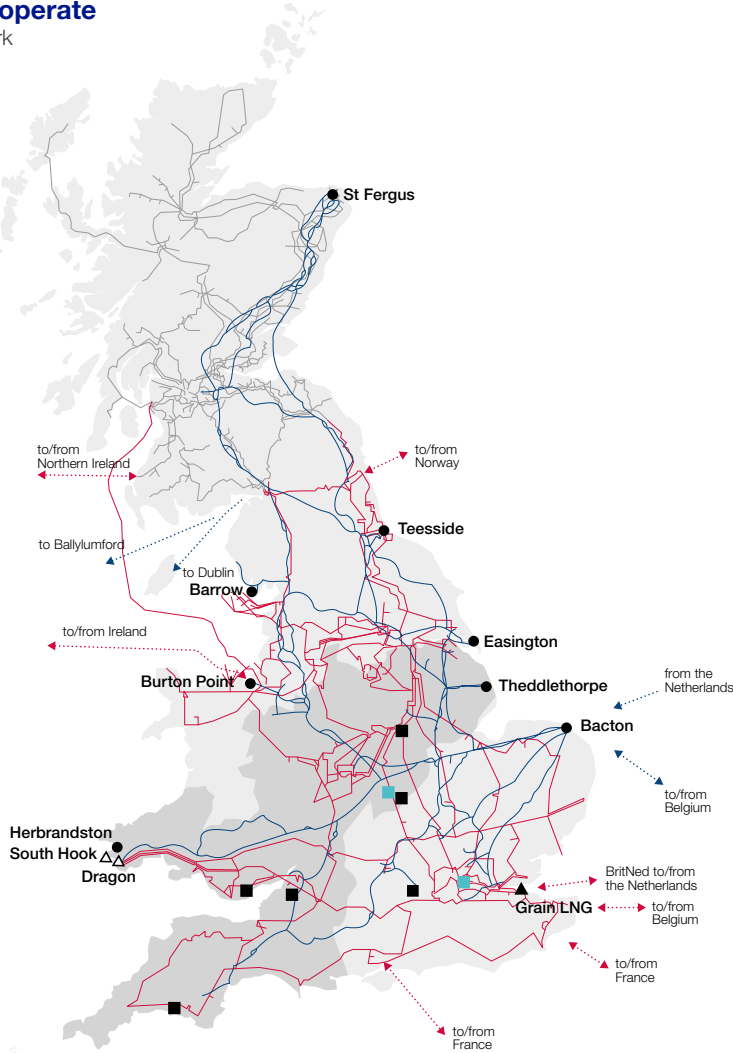 operate
rk
St Fergus
to/from
Northern Ireland
to/from
Norway
Teesside
to Ballylumford
to Dublin
Barrow
to/from Ireland
Easington
Burton Point
Theddlethorpe
from the
Netherlands
Bacton
to/from
Belgium
Herbrandston
South Hook
Dragon
BritNed to/from
the Netherlands
Grain LNG
to/from
Belgium
to/from
France
to/from
France